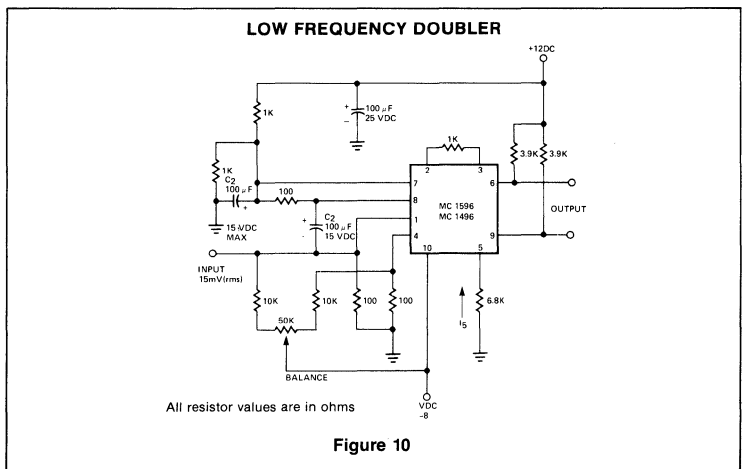 LOW FREQUENCY DOUBLER
+12DC
1K
+
−
100 µF
25 VDC
1K
3.9K
3.9K
1K
C2
100 µF
+
100
2
3
7
8
1
4
10
6
9
5
MC 1596
MC 1496
OUTPUT
15 VDC
MAX
+
C2
100 µF
15 VDC
INPUT
15mV(rms)
10K
10K
100
100
6.8K
I5
50K
BALANCE
VDC
-8
All resistor values are in ohms
Figure 10